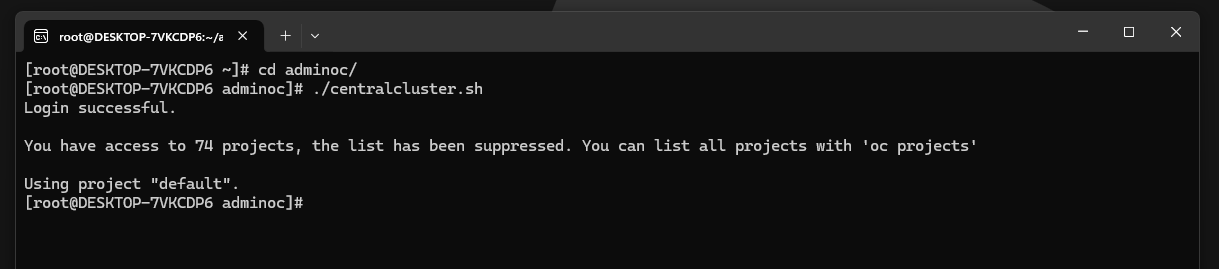 root@DESKTOP-7VKCDP6:~/a
[root@DESKTOP-7VKCDP6 ~]# cd adminoc/
[root@DESKTOP-7VKCDP6 adminoc]# ./centralcluster.sh
Login successful.
You have access to 74 projects, the list has been suppressed. You can list all projects with 'oc projects'
Using project "default".
[root@DESKTOP-7VKCDP6 adminoc]#